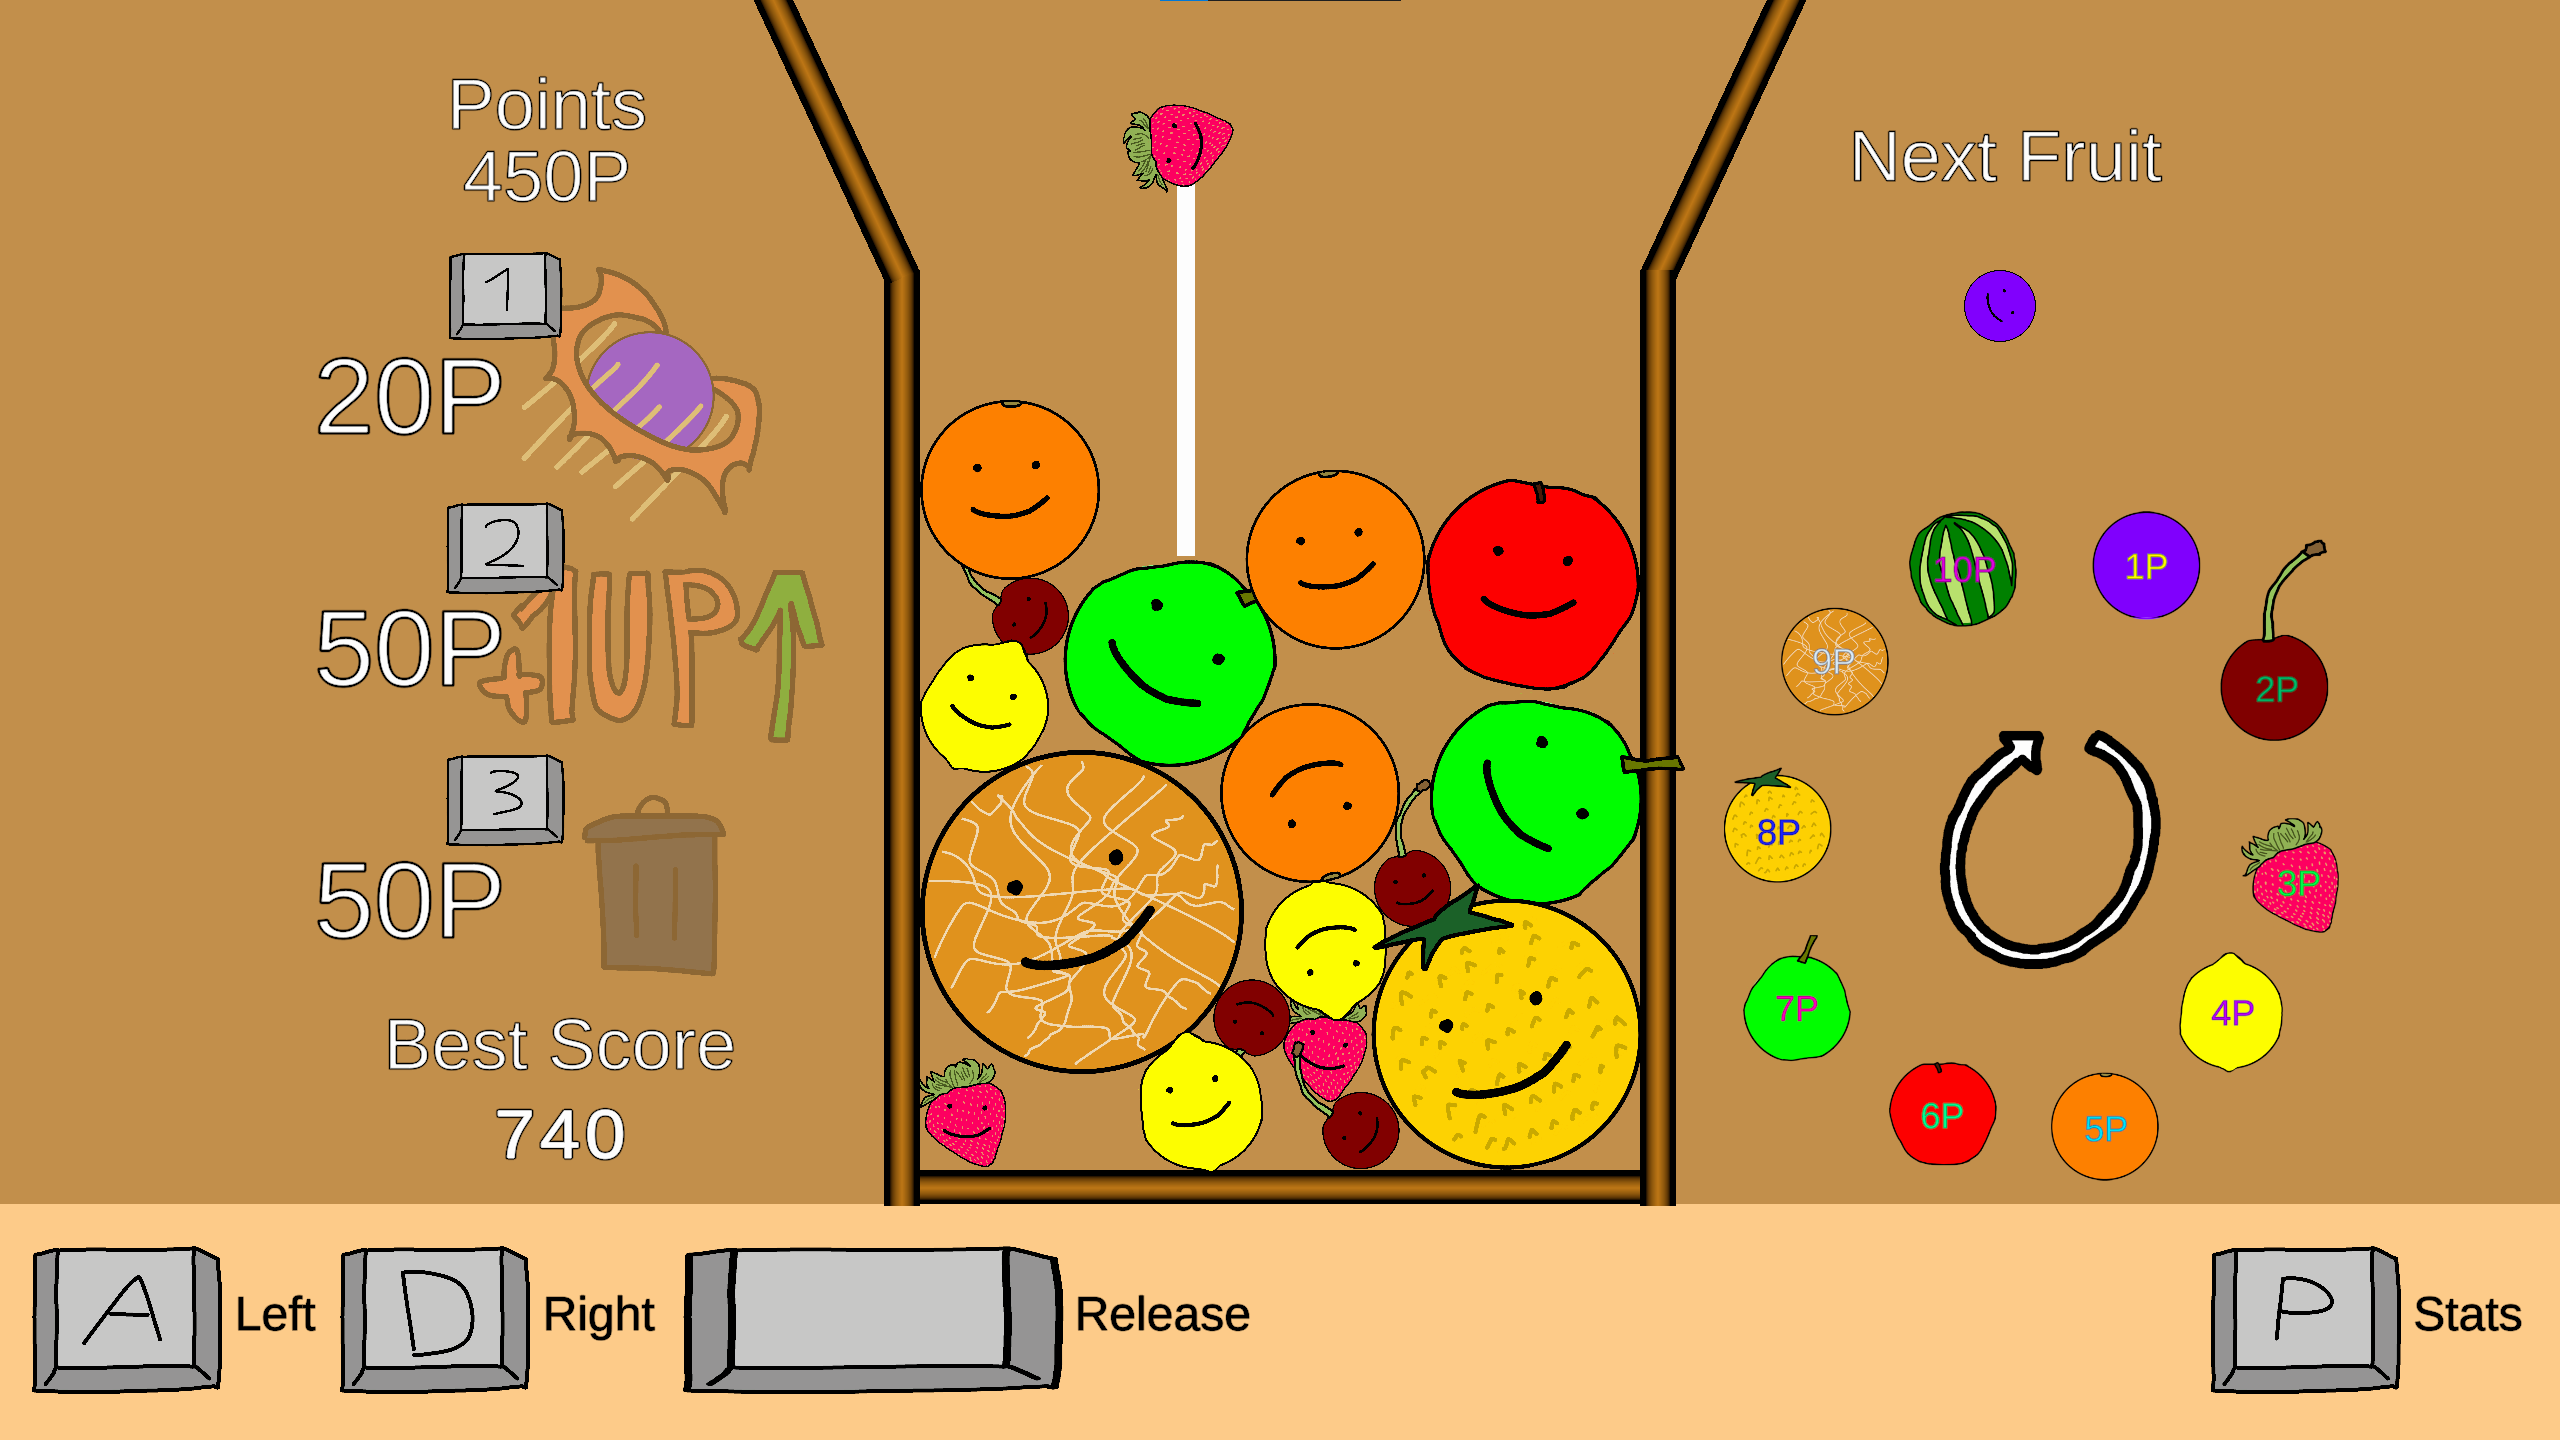 Points
450P
1
20P
2
50P
+1UP
3
50P
Best Score
740
Next Fruit
10P
1P
9P
2P
8P
3P
7P
4P
6P
5P
A Left
D Right
Release
P Stats